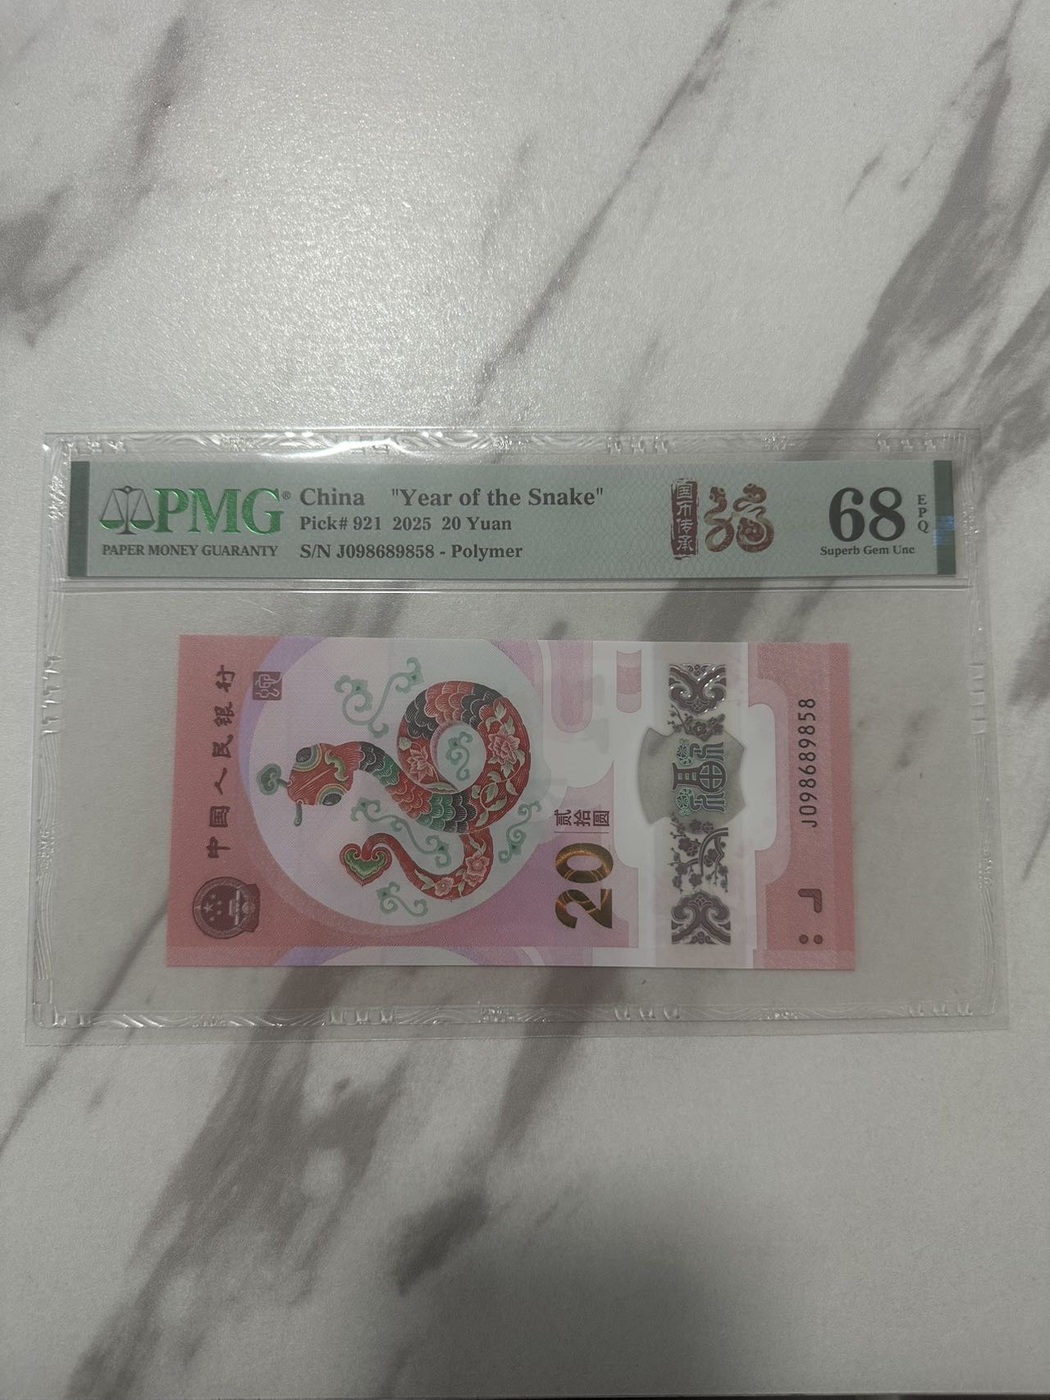 PMG®
PAPER MONEY GUARANTY
China "Year of the Snake"
Pick# 921 2025 20 Yuan
S/N J098689858 - Polymer
国币传承
68
EPQ
Superb Gem Unc
中国人民银行
贰拾圆
20
福
J098689858